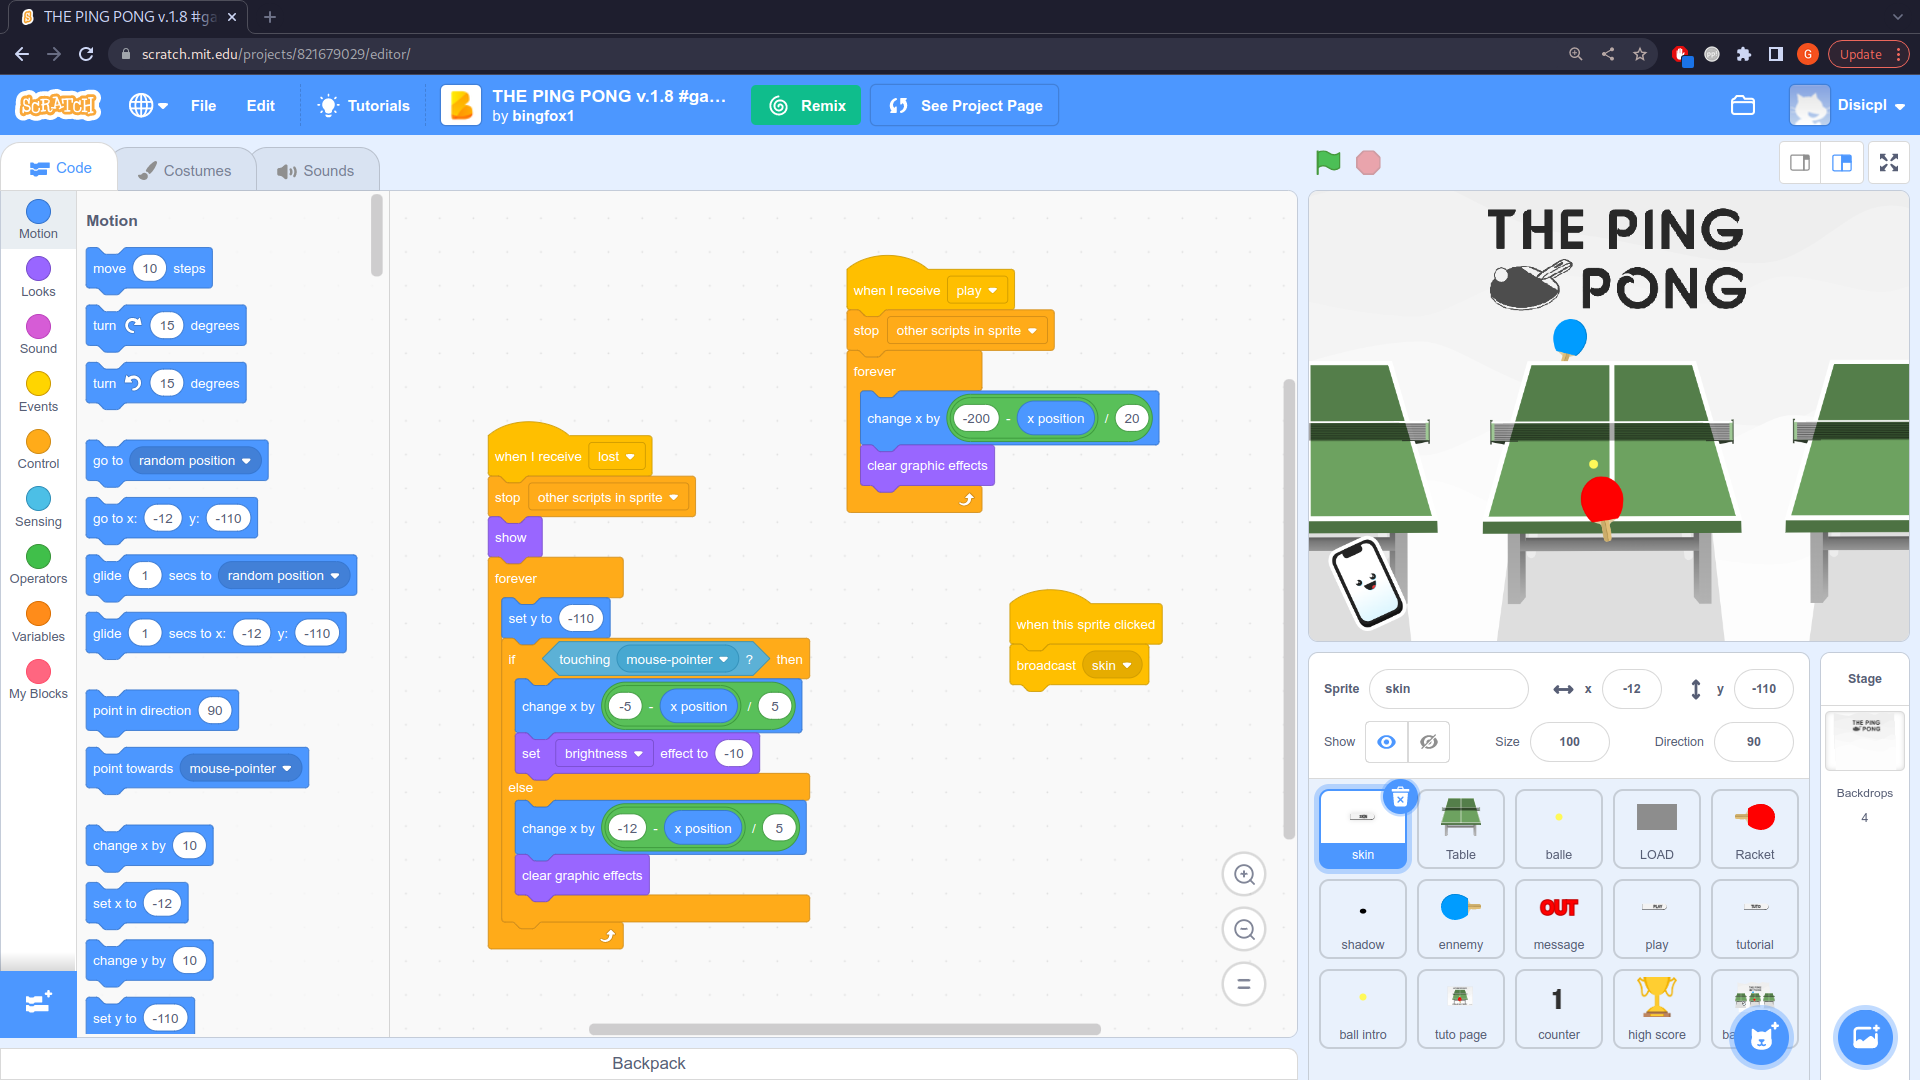 THE PING PONG v.1.8 #ga
scratch.mit.edu/projects/821679029/editor/
G
Update
SCRATCH
File
Edit
Tutorials
THE PING PONG v.1.8 #ga...
by bingfox1
Remix
See Project Page
Disicpl
Code
Costumes
Sounds
Motion
Looks
Sound
Events
Control
Sensing
Operators
Variables
My Blocks
Motion
move 10 steps
turn 15 degrees
turn 15 degrees
go to random position
go to x: -12 y: -110
glide 1 secs to random position
glide 1 secs to x: -12 y: -110
point in direction 90
point towards mouse-pointer
change x by 10
set x to -12
change y by 10
set y to -110
when I receive lost
stop other scripts in sprite
show
forever
set y to -110
if touching mouse-pointer ? then
change x by -5 - x position / 5
set brightness effect to -10
else
change x by -12 - x position / 5
clear graphic effects
when I receive play
stop other scripts in sprite
forever
change x by -200 - x position / 20
clear graphic effects
when this sprite clicked
broadcast skin
Backpack
THE PING
PONG
Sprite skin x -12 y -110
Show Size 100 Direction 90
skin
Table
balle
LOAD
Racket
shadow
ennemy
OUT
message
PLAY
play
TUTO
tutorial
ball intro
tuto page
1
counter
high score
ba
Stage
THE PING
PONG
Backdrops
4